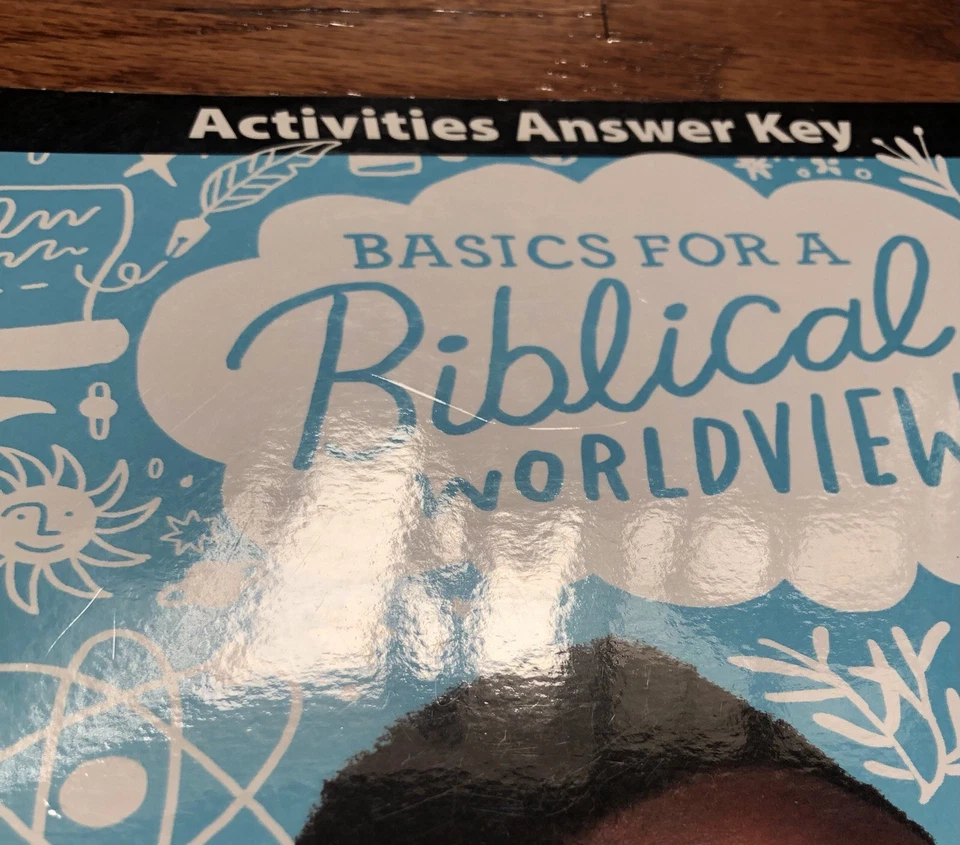 Activities Answer Key
BASICS FOR A
Biblical
WORLDVIEW